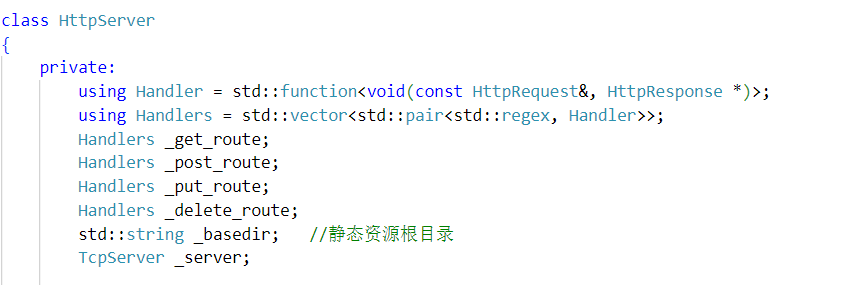 class HttpServer
{
private:
using Handler = std::function<void(const HttpRequest&, HttpResponse *)>;
using Handlers = std::vector<std::pair<std::regex, Handler>>;
Handlers _get_route;
Handlers _post_route;
Handlers _put_route;
Handlers _delete_route;
std::string _basedir; //静态资源根目录
TcpServer _server;